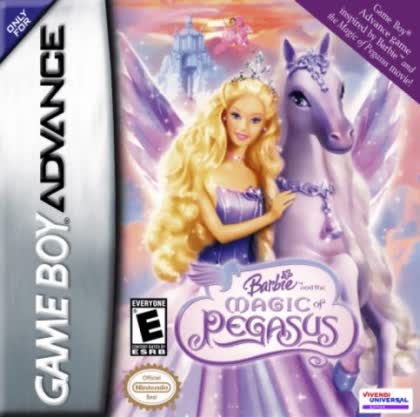 ONLY
FOR
GAME BOY ADVANCE
Game Boy®
Advance game
inspired by Barbie™ and
the Magic of Pegasus movie!
Barbie™ and the
MAGIC of
PEGASUS
EVERYONE
E
CONTENT RATED BY
ESRB
Official
Nintendo
Seal
VIVENDI
UNIVERSAL
GAMES